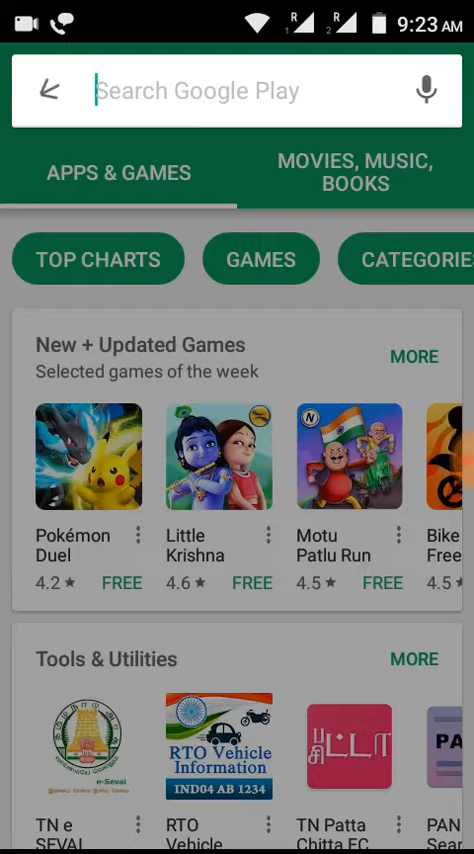 R R
1 2 9:23 AM
Search Google Play
APPS & GAMES
MOVIES, MUSIC,
BOOKS
TOP CHARTS GAMES CATEGORIES
New + Updated Games
MORE
Selected games of the week
N
Pokémon
Duel
4.2 ★ FREE
Little
Krishna
4.6 ★ FREE
Motu
Patlu Run
4.5 ★ FREE
Bike
Free
4.5 ★
Tools & Utilities
MORE
e-Sevai
RTO Vehicle
Information
IND04 AB 1234
பட்டா
சிட்டா
PA
TN e
SEVAI
RTO
Vehicle
TN Patta
Chitta EC
PAN
Sear